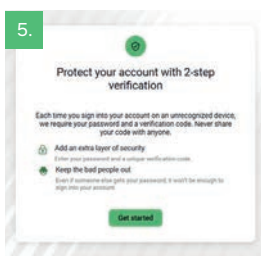 5.
Protect your account with 2-step
verification
Each time you sign into your account on an unrecognized device,
we require your password and a verification code. Never share
your code with anyone.
Add an extra layer of security
Enter your password and a unique verification code.
Keep the bad people out
Even if someone else gets your password, it won't be enough to
sign into your account.
Get started